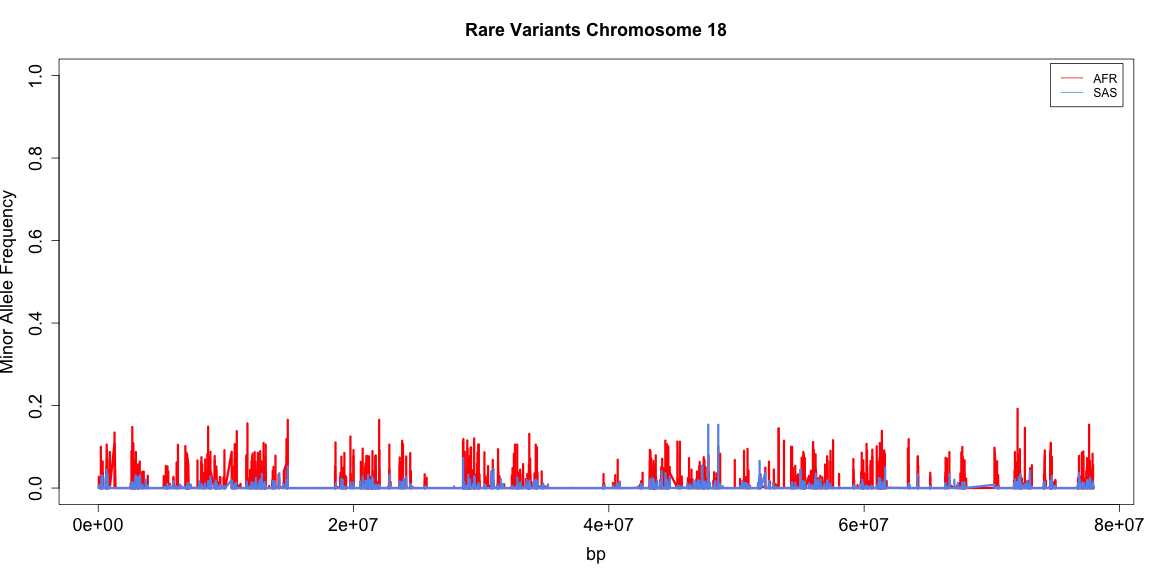 Rare Variants Chromosome 18
AFR
SAS
Minor Allele Frequency
1.0
0.8
0.6
0.4
0.2
0.0
0e+00
2e+07
4e+07
6e+07
8e+07
bp